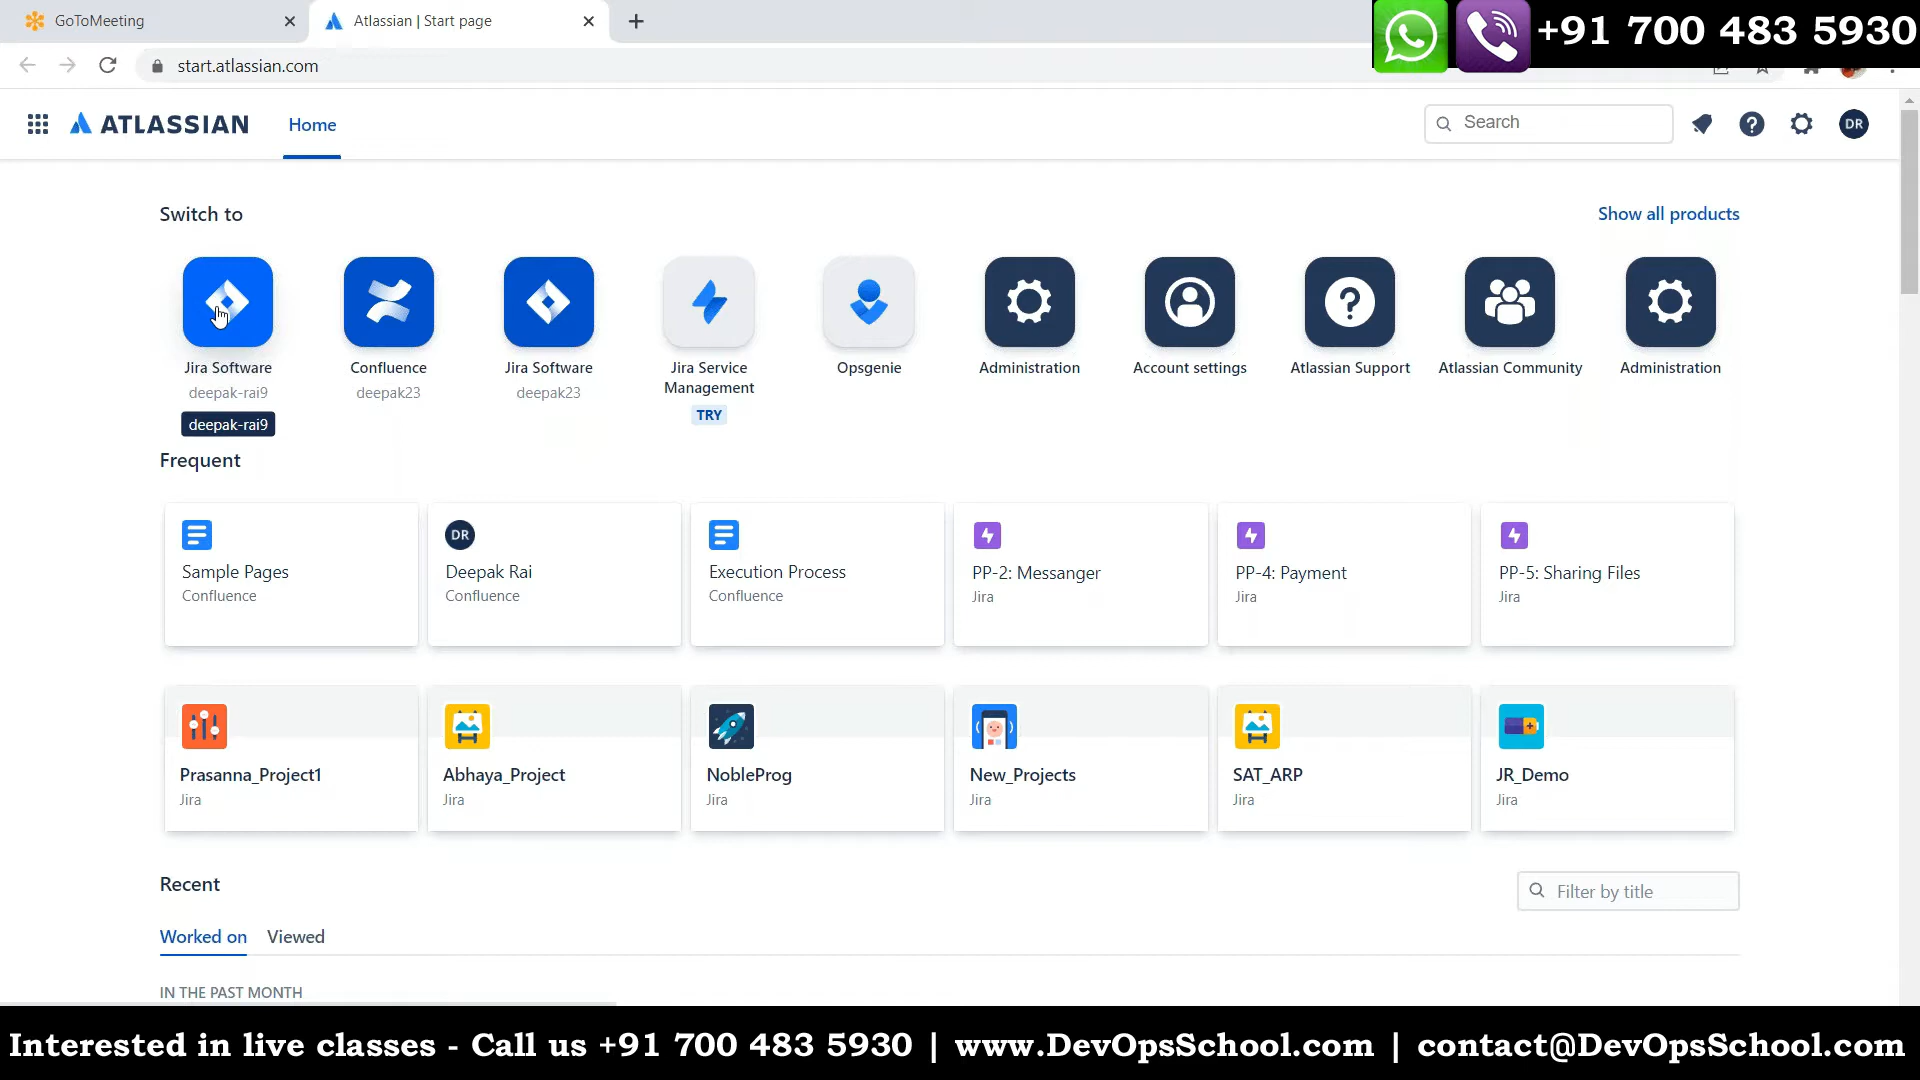 GoToMeeting
Atlassian | Start page
+91 700 483 5930
start.atlassian.com
ATLASSIAN
Home
Search
DR
Switch to
Show all products
Jira Software
deepak-rai9
deepak-rai9
Confluence
deepak23
Jira Software
deepak23
Jira Service
Management
TRY
Opsgenie
Administration
Account settings
Atlassian Support
Atlassian Community
Administration
Frequent
Sample Pages
Confluence
DR
Deepak Rai
Confluence
Execution Process
Confluence
PP-2: Messanger
Jira
PP-4: Payment
Jira
PP-5: Sharing Files
Jira
Prasanna_Project1
Jira
Abhaya_Project
Jira
NobleProg
Jira
New_Projects
Jira
SAT_ARP
Jira
JR_Demo
Jira
Recent
Filter by title
Worked on
Viewed
IN THE PAST MONTH
Interested in live classes - Call us +91 700 483 5930 | www.DevOpsSchool.com | contact@DevOpsSchool.com